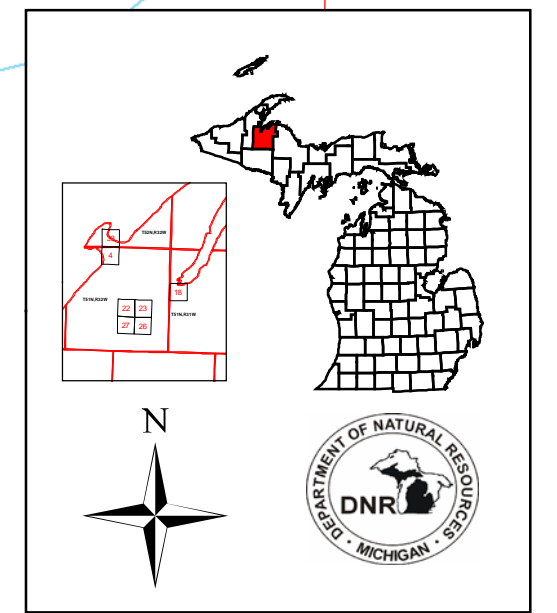 T52N,R32W
4
18
T51N,R32W
T51N,R31W
22 23
27 26
N
DEPARTMENT OF NATURAL RESOURCES
DNR
• MICHIGAN •